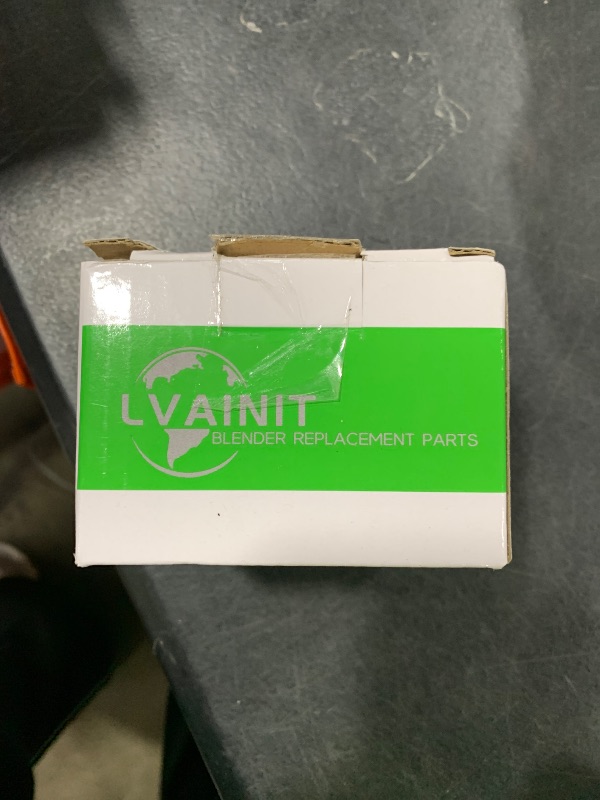 LVAINIT
BLENDER REPLACEMENT PARTS